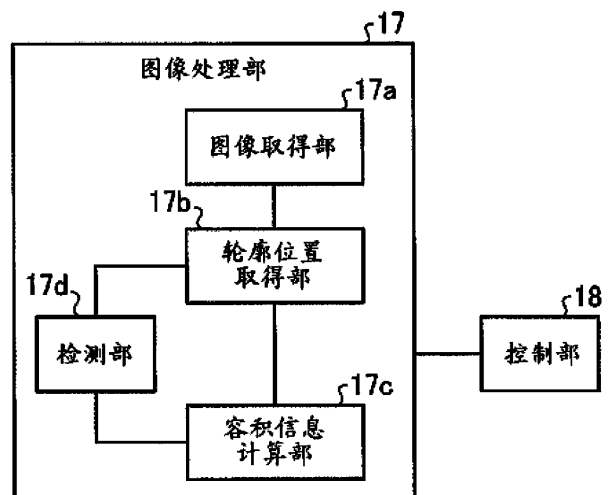 17
图像处理部
17a
图像取得部
17b
轮廓位置
取得部
17d
检测部
18
控制部
17c
容积信息
计算部